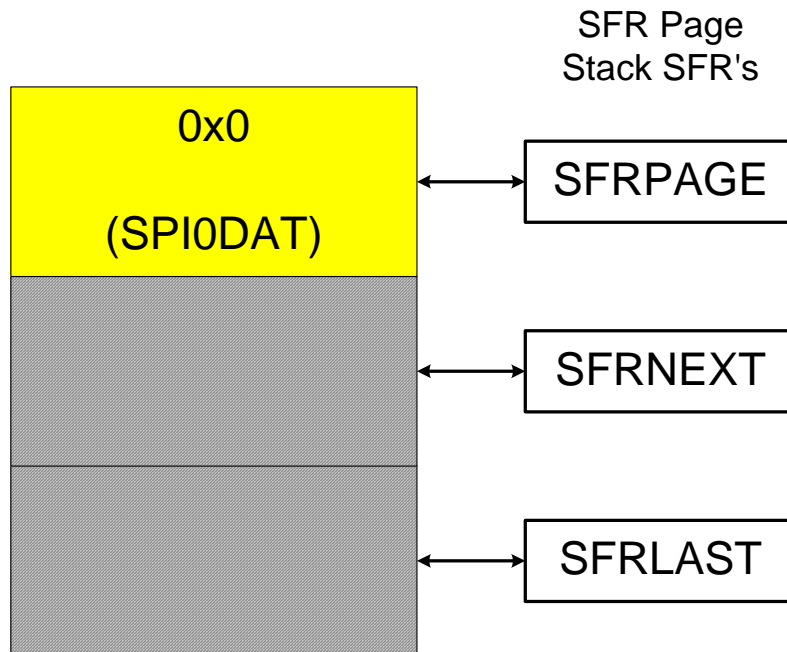 SFR Page
Stack SFR's
0x0
(SPI0DAT)
SFRPAGE
SFRNEXT
SFRLAST